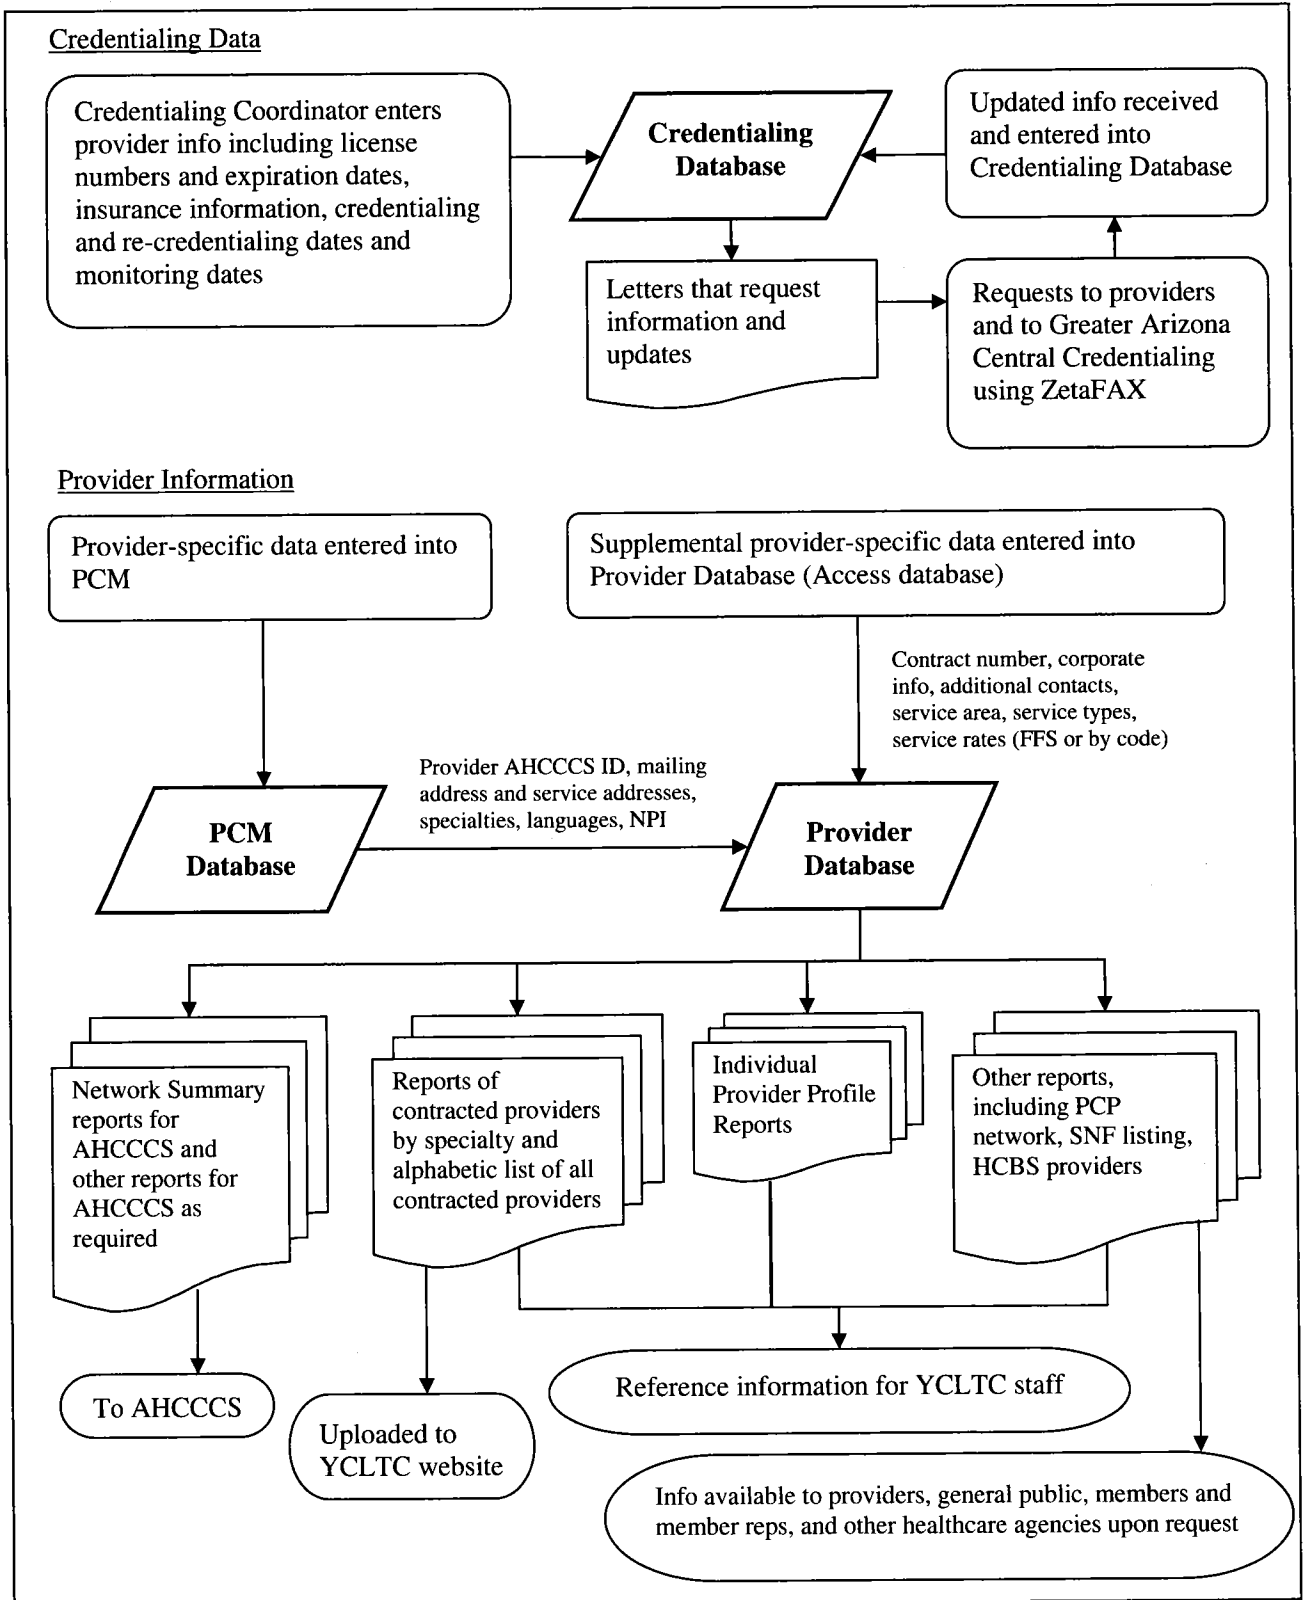 Credentialing Data
Credentialing Coordinator enters
provider info including license
numbers and expiration dates,
insurance information, credentialing
and re-credentialing dates and
monitoring dates
Credentialing
Database
Updated info received
and entered into
Credentialing Database
Letters that request
information and
updates
Requests to providers
and to Greater Arizona
Central Credentialing
using ZetaFAX
Provider Information
Provider-specific data entered into
PCM
Supplemental provider-specific data entered into
Provider Database (Access database)
Contract number, corporate
info, additional contacts,
service area, service types,
service rates (FFS or by code)
Provider AHCCCS ID, mailing
address and service addresses,
specialties, languages, NPI
PCM
Database
Provider
Database
Network Summary
reports for
AHCCCS and
other reports for
AHCCCS as
required
Reports of
contracted providers
by specialty and
alphabetic list of all
contracted providers
Individual
Provider Profile
Reports
Other reports,
including PCP
network, SNF listing,
HCBS providers
To AHCCCS
Uploaded to
YCLTC website
Reference information for YCLTC staff
Info available to providers, general public, members and
member reps, and other healthcare agencies upon request